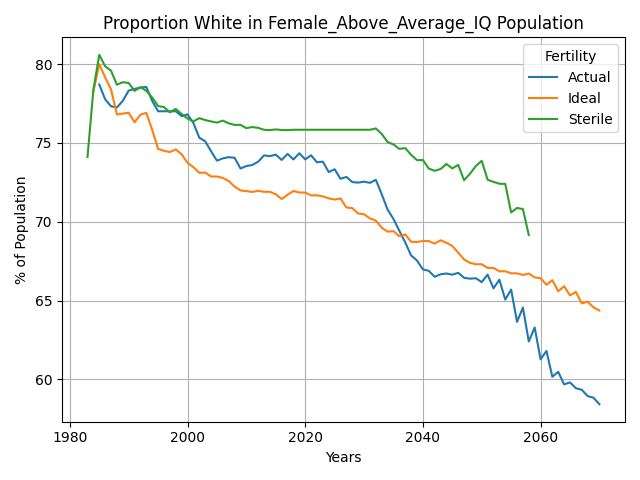 Proportion White in Female_Above_Average_IQ Population
% of Population
80
75
70
65
60
1980
2000
2020
2040
2060
Years
Fertility
Actual
Ideal
Sterile